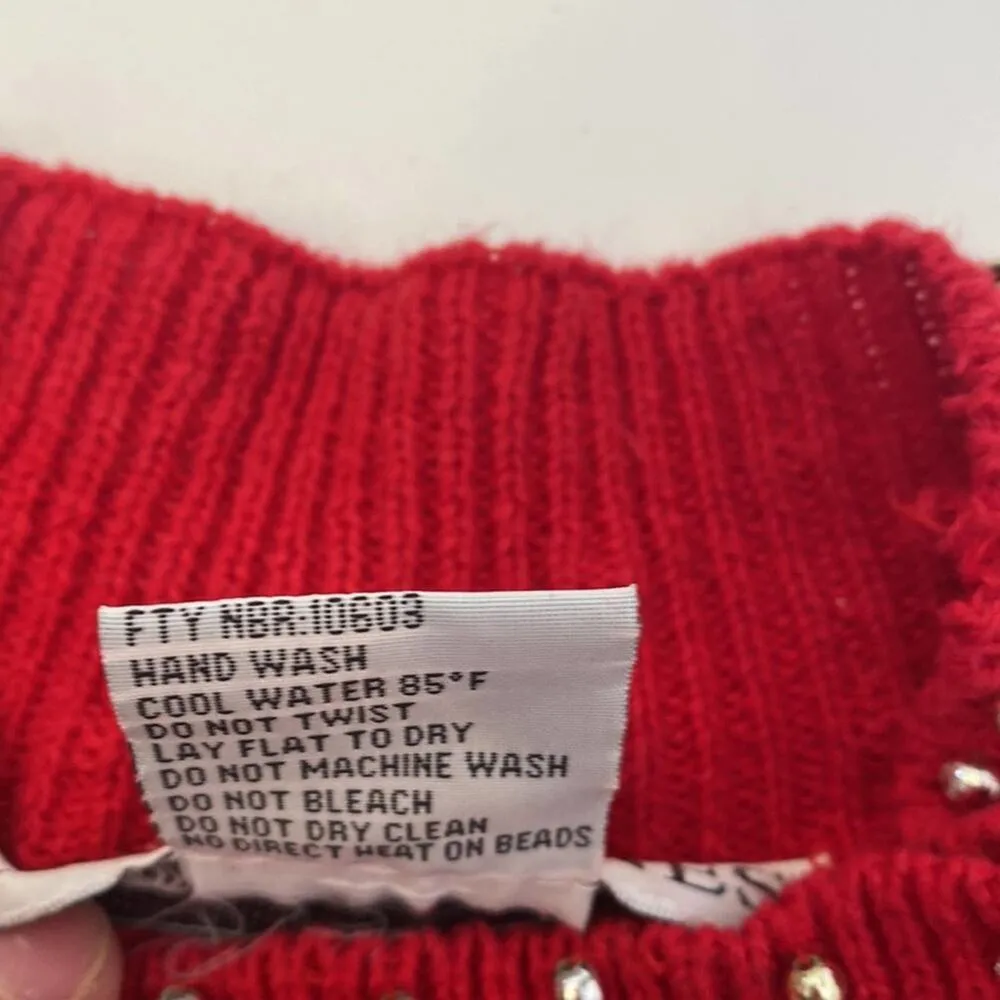 FTY NBR:10603
HAND WASH
COOL WATER 85°F
DO NOT TWIST
LAY FLAT TO DRY
DO NOT MACHINE WASH
DO NOT BLEACH
DO NOT DRY CLEAN
NO DIRECT HEAT ON BEADS